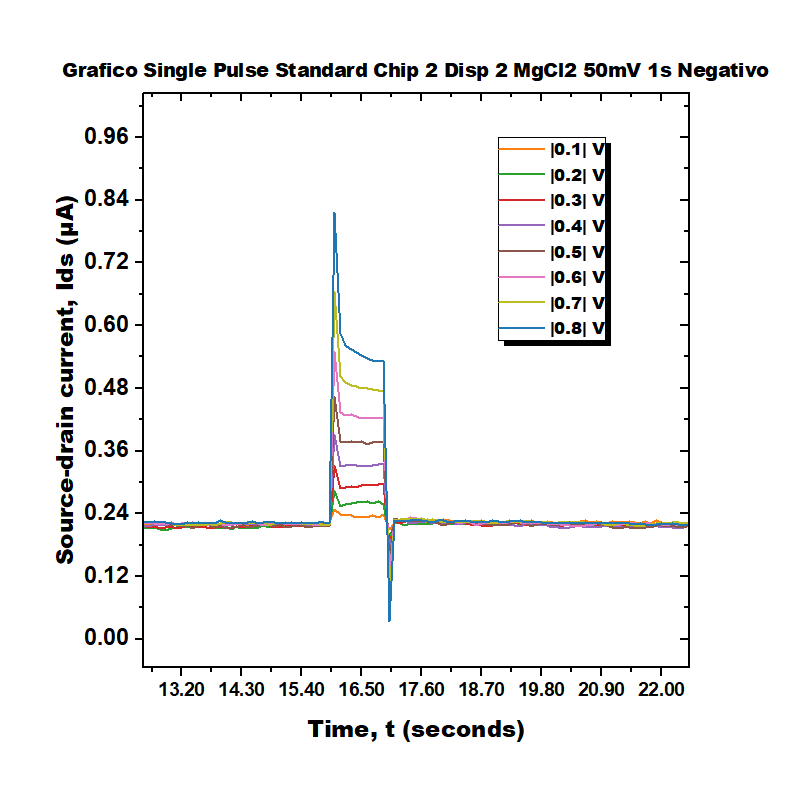 Grafico Single Pulse Standard Chip 2 Disp 2 MgCl2 50mV 1s Negativo
0.96
0.84
0.72
0.60
0.48
0.36
0.24
0.12
0.00
Source-drain current, Ids (µA)
|0.1| V
|0.2| V
|0.3| V
|0.4| V
|0.5| V
|0.6| V
|0.7| V
|0.8| V
13.20 14.30 15.40 16.50 17.60 18.70 19.80 20.90 22.00
Time, t (seconds)